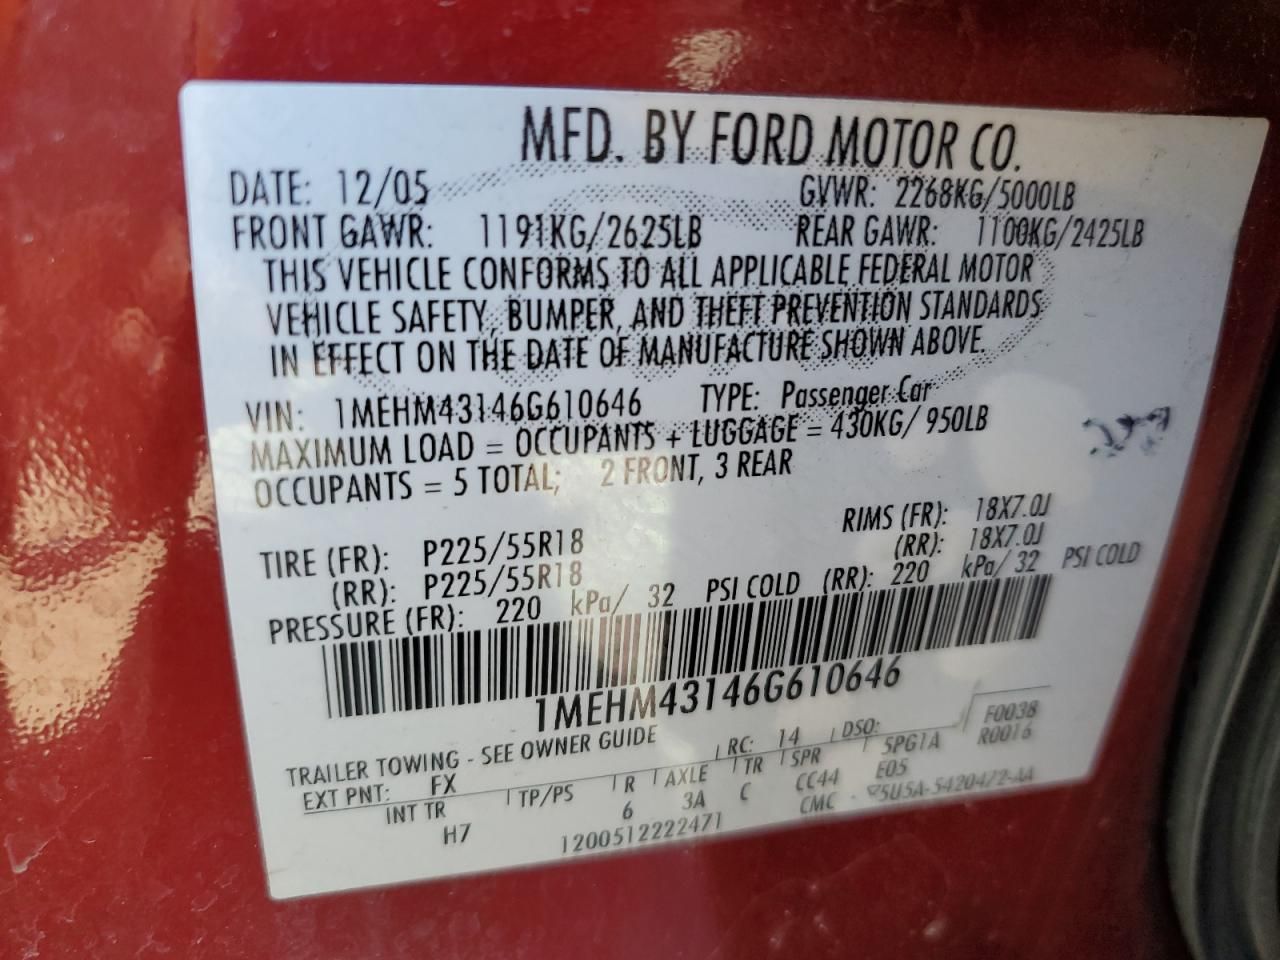 MFD. BY FORD MOTOR CO.
DATE: 12/05 GVWR: 2268KG/5000LB
FRONT GAWR: 1191KG/2625LB REAR GAWR: 1100KG/2425LB
THIS VEHICLE CONFORMS TO ALL APPLICABLE FEDERAL MOTOR
VEHICLE SAFETY, BUMPER, AND THEFT PREVENTION STANDARDS
IN EFFECT ON THE DATE OF MANUFACTURE SHOWN ABOVE.
VIN: 1MEHM43146G610646 TYPE: Passenger Car
MAXIMUM LOAD = OCCUPANTS + LUGGAGE = 430KG/ 950LB
OCCUPANTS = 5 TOTAL; 2 FRONT, 3 REAR
TIRE (FR): P225/55R18 RIMS (FR): 18X7.0J
(RR): P225/55R18 (RR): 18X7.0J
PRESSURE (FR): 220 kPa/ 32 PSI COLD (RR): 220 kPa/ 32 PSI COLD
1MEHM43146G610646
TRAILER TOWING - SEE OWNER GUIDE
EXT PNT: FX RC: 14 DSO: F0038
INT TR TP/PS R AXLE TR SPR 5PG1A R0016
H7 6 3A C CC44 E05
1200512222471 CMC 5U5A-5420472-AA